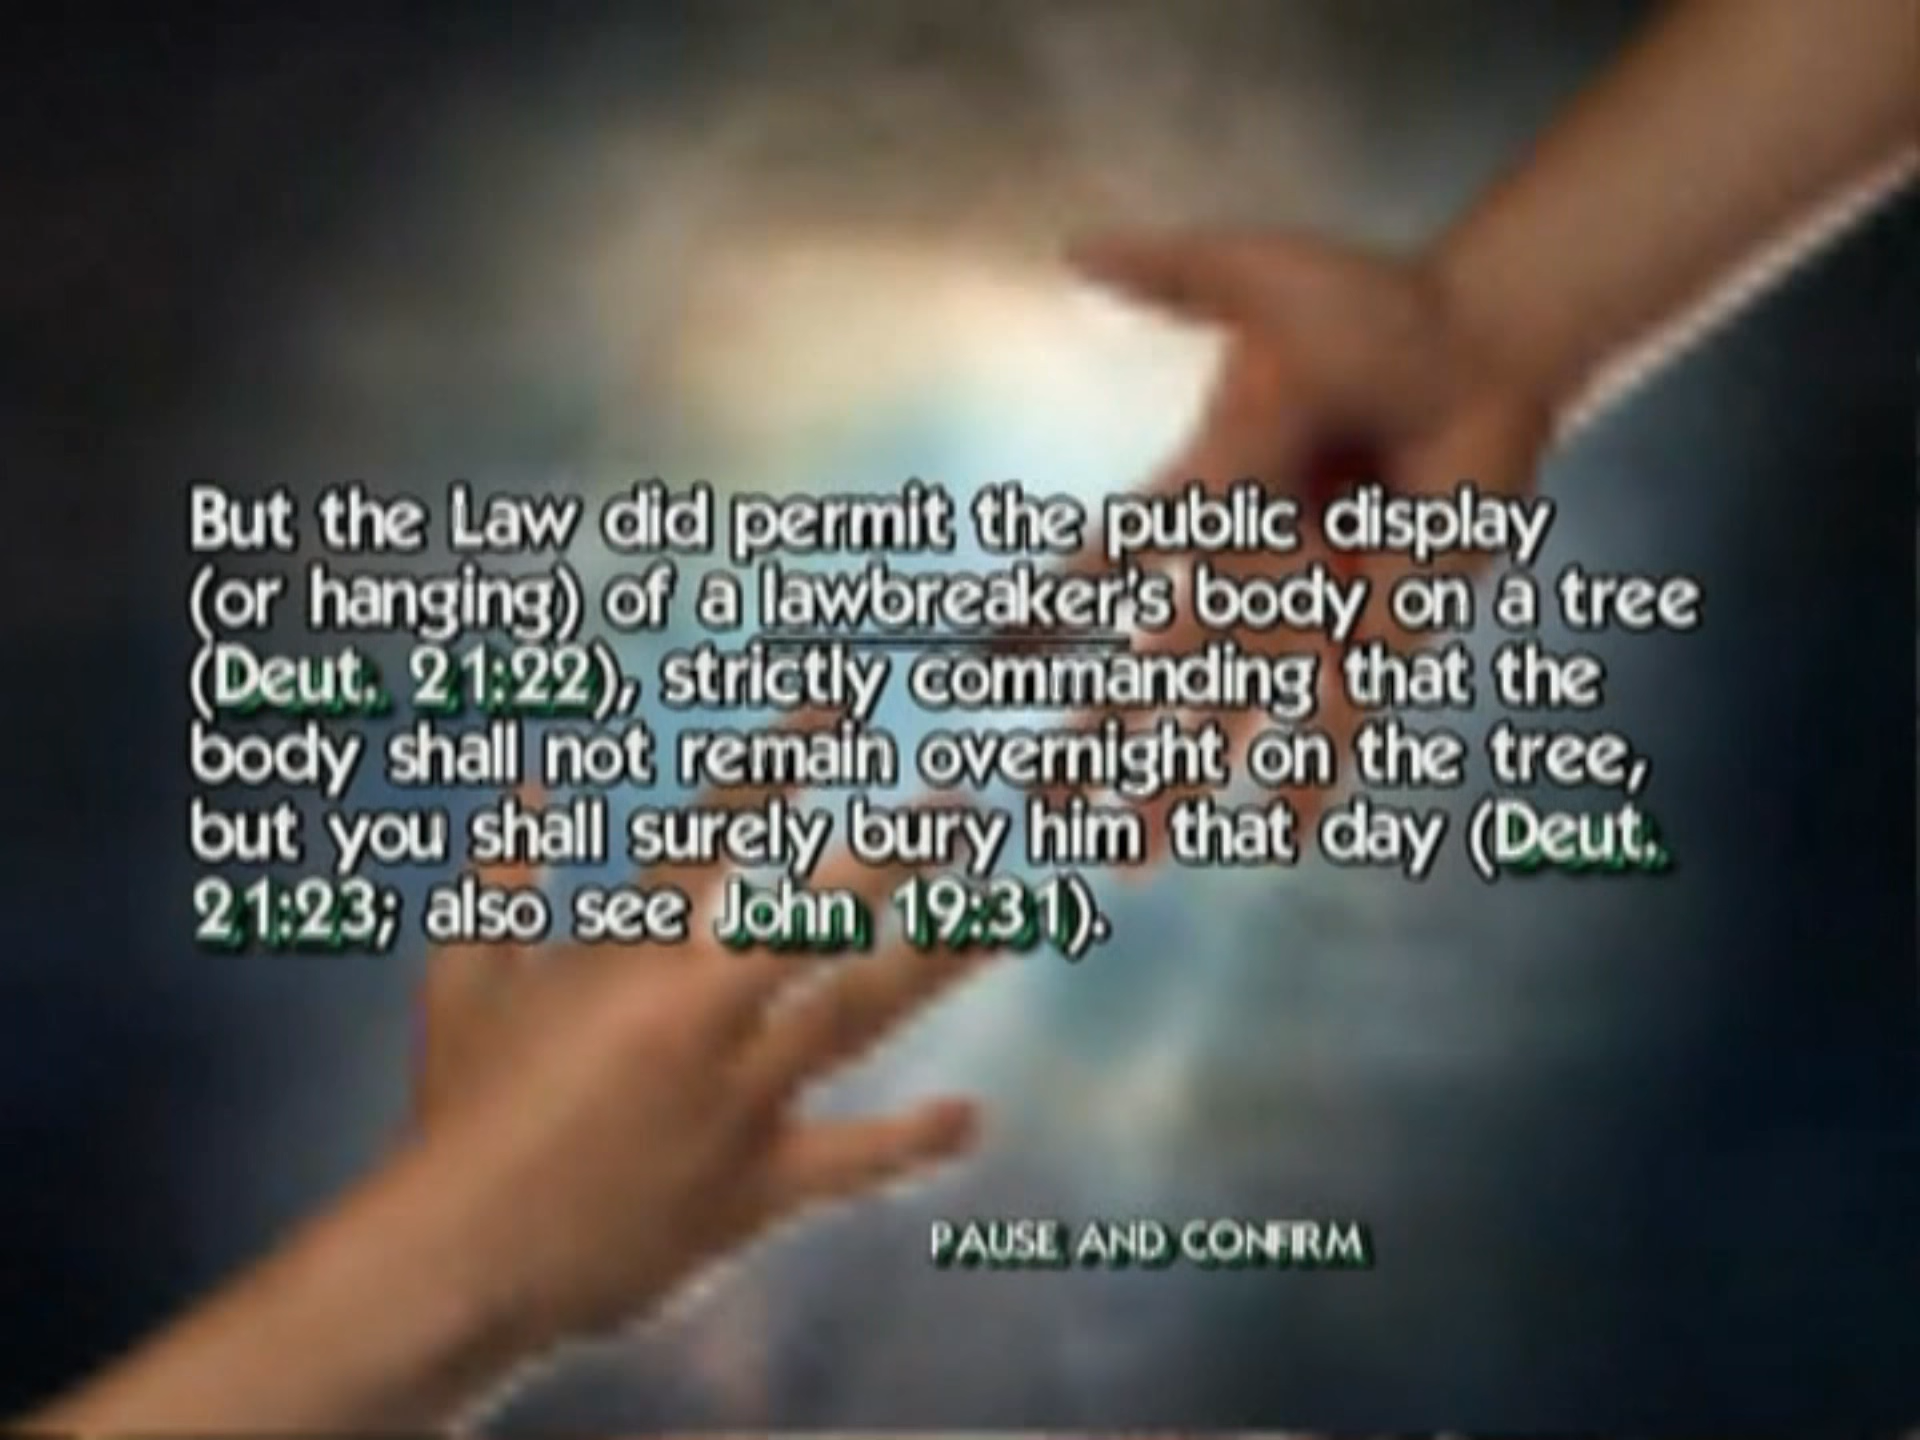 But the Law did permit the public display
(or hanging) of a lawbreaker's body on a tree
(Deut. 21:22), strictly commanding that the
body shall not remain overnight on the tree,
but you shall surely bury him that day (Deut.
21:23; also see John 19:31).
PAUSE AND CONFIRM